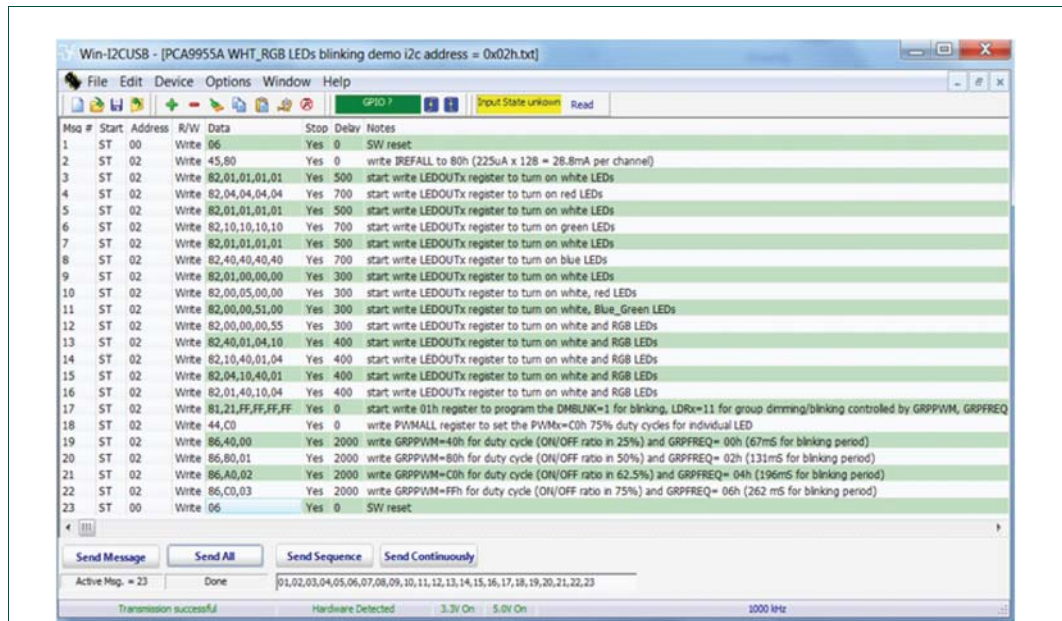 Win-I2CUSB - [PCA9955A WHT_RGB LEDs blinking demo i2c address = 0x02h.txt]
File Edit Device Options Window Help
GPIO ? Input State unkown Read
Msg # Start Address R/W Data Stop Delay Notes
1 ST 00 Write 06 Yes 0 SW reset
2 ST 02 Write 45,80 Yes 0 write IREFALL to 80h (225uA x 128 = 28.8mA per channel)
3 ST 02 Write 82,01,01,01,01 Yes 500 start write LEDOUTx register to turn on white LEDs
4 ST 02 Write 82,04,04,04,04 Yes 700 start write LEDOUTx register to turn on red LEDs
5 ST 02 Write 82,01,01,01,01 Yes 500 start write LEDOUTx register to turn on white LEDs
6 ST 02 Write 82,10,10,10,10 Yes 700 start write LEDOUTx register to turn on green LEDs
7 ST 02 Write 82,01,01,01,01 Yes 500 start write LEDOUTx register to turn on white LEDs
8 ST 02 Write 82,40,40,40,40 Yes 700 start write LEDOUTx register to turn on blue LEDs
9 ST 02 Write 82,01,00,00,00 Yes 300 start write LEDOUTx register to turn on white LEDs
10 ST 02 Write 82,00,05,00,00 Yes 300 start write LEDOUTx register to turn on white, red LEDs
11 ST 02 Write 82,00,00,51,00 Yes 300 start write LEDOUTx register to turn on white, Blue_Green LEDs
12 ST 02 Write 82,00,00,00,55 Yes 300 start write LEDOUTx register to turn on white and RGB LEDs
13 ST 02 Write 82,40,01,04,10 Yes 400 start write LEDOUTx register to turn on white and RGB LEDs
14 ST 02 Write 82,10,40,01,04 Yes 400 start write LEDOUTx register to turn on white and RGB LEDs
15 ST 02 Write 82,04,10,40,01 Yes 400 start write LEDOUTx register to turn on white and RGB LEDs
16 ST 02 Write 82,01,40,10,04 Yes 400 start write LEDOUTx register to turn on white and RGB LEDs
17 ST 02 Write 81,21,FF,FF,FF,FF Yes 0 start write 01h register to program the DMBLNK=1 for blinking, LDRx=11 for group dimming/blinking controlled by GRPPWM, GRPFREQ
18 ST 02 Write 44,C0 Yes 0 write PWMALL register to set the PWMx=C0h 75% duty cycles for individual LED
19 ST 02 Write 86,40,00 Yes 2000 write GRPPWM=40h for duty cycle (ON/OFF ratio in 25%) and GRPFREQ= 00h (67mS for blinking period)
20 ST 02 Write 86,80,01 Yes 2000 write GRPPWM=80h for duty cycle (ON/OFF ratio in 50%) and GRPFREQ= 02h (131mS for blinking period)
21 ST 02 Write 86,A0,02 Yes 2000 write GRPPWM=C0h for duty cycle (ON/OFF ratio in 62.5%) and GRPFREQ= 04h (196mS for blinking period)
22 ST 02 Write 86,C0,03 Yes 2000 write GRPPWM=FFh for duty cycle (ON/OFF ratio in 75%) and GRPFREQ= 06h (262 mS for blinking period)
23 ST 00 Write 06 Yes 0 SW reset
Send Message Send All Send Sequence Send Continuously
Active Msg. = 23 Done 01,02,03,04,05,06,07,08,09,10,11,12,13,14,15,16,17,18,19,20,21,22,23
Transmission successful Hardware Detected 3.3V On 5.0V On 1000 kHz